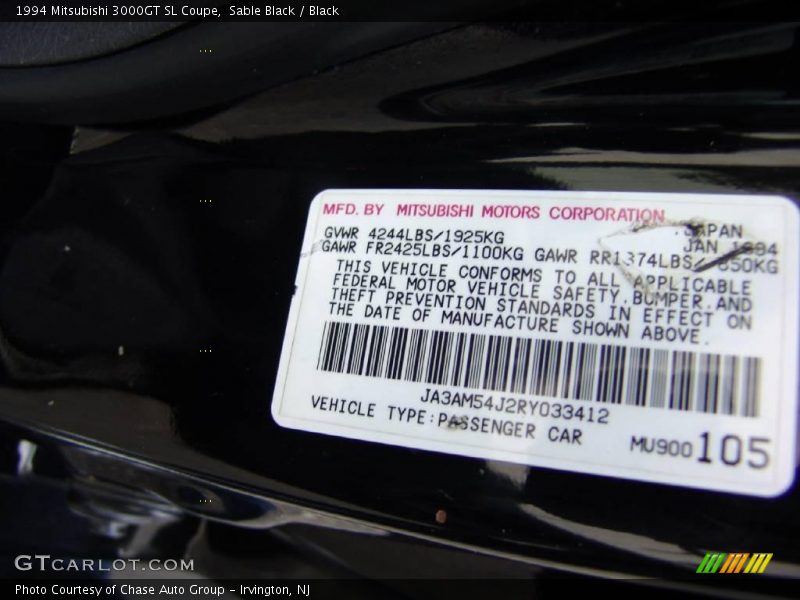 1994 Mitsubishi 3000GT SL Coupe, Sable Black / Black
MFD. BY MITSUBISHI MOTORS CORPORATION, JAPAN
GVWR 4244LBS/1925KG JAN 1994
GAWR FR2425LBS/1100KG GAWR RR1374LBS/ 850KG
THIS VEHICLE CONFORMS TO ALL APPLICABLE
FEDERAL MOTOR VEHICLE SAFETY,BUMPER,AND
THEFT PREVENTION STANDARDS IN EFFECT ON
THE DATE OF MANUFACTURE SHOWN ABOVE.
JA3AM54J2RY033412
VEHICLE TYPE:PASSENGER CAR
MU900105
GTCARLOT.COM
Photo Courtesy of Chase Auto Group - Irvington, NJ